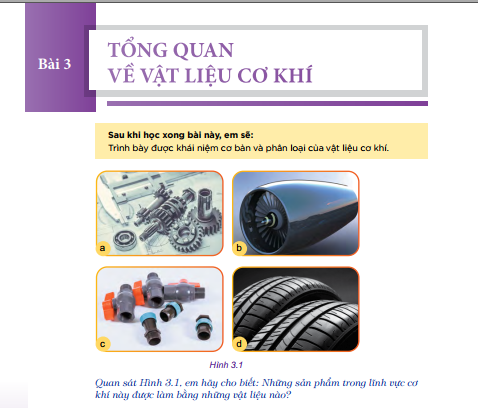 Bài 3
TỔNG QUAN
VỀ VẬT LIỆU CƠ KHÍ
Sau khi học xong bài này, em sẽ:
Trình bày được khái niệm cơ bản và phân loại của vật liệu cơ khí.
a
b
c
d
Hình 3.1
Quan sát Hình 3.1, em hãy cho biết: Những sản phẩm trong lĩnh vực cơ
khí này được làm bằng những vật liệu nào?